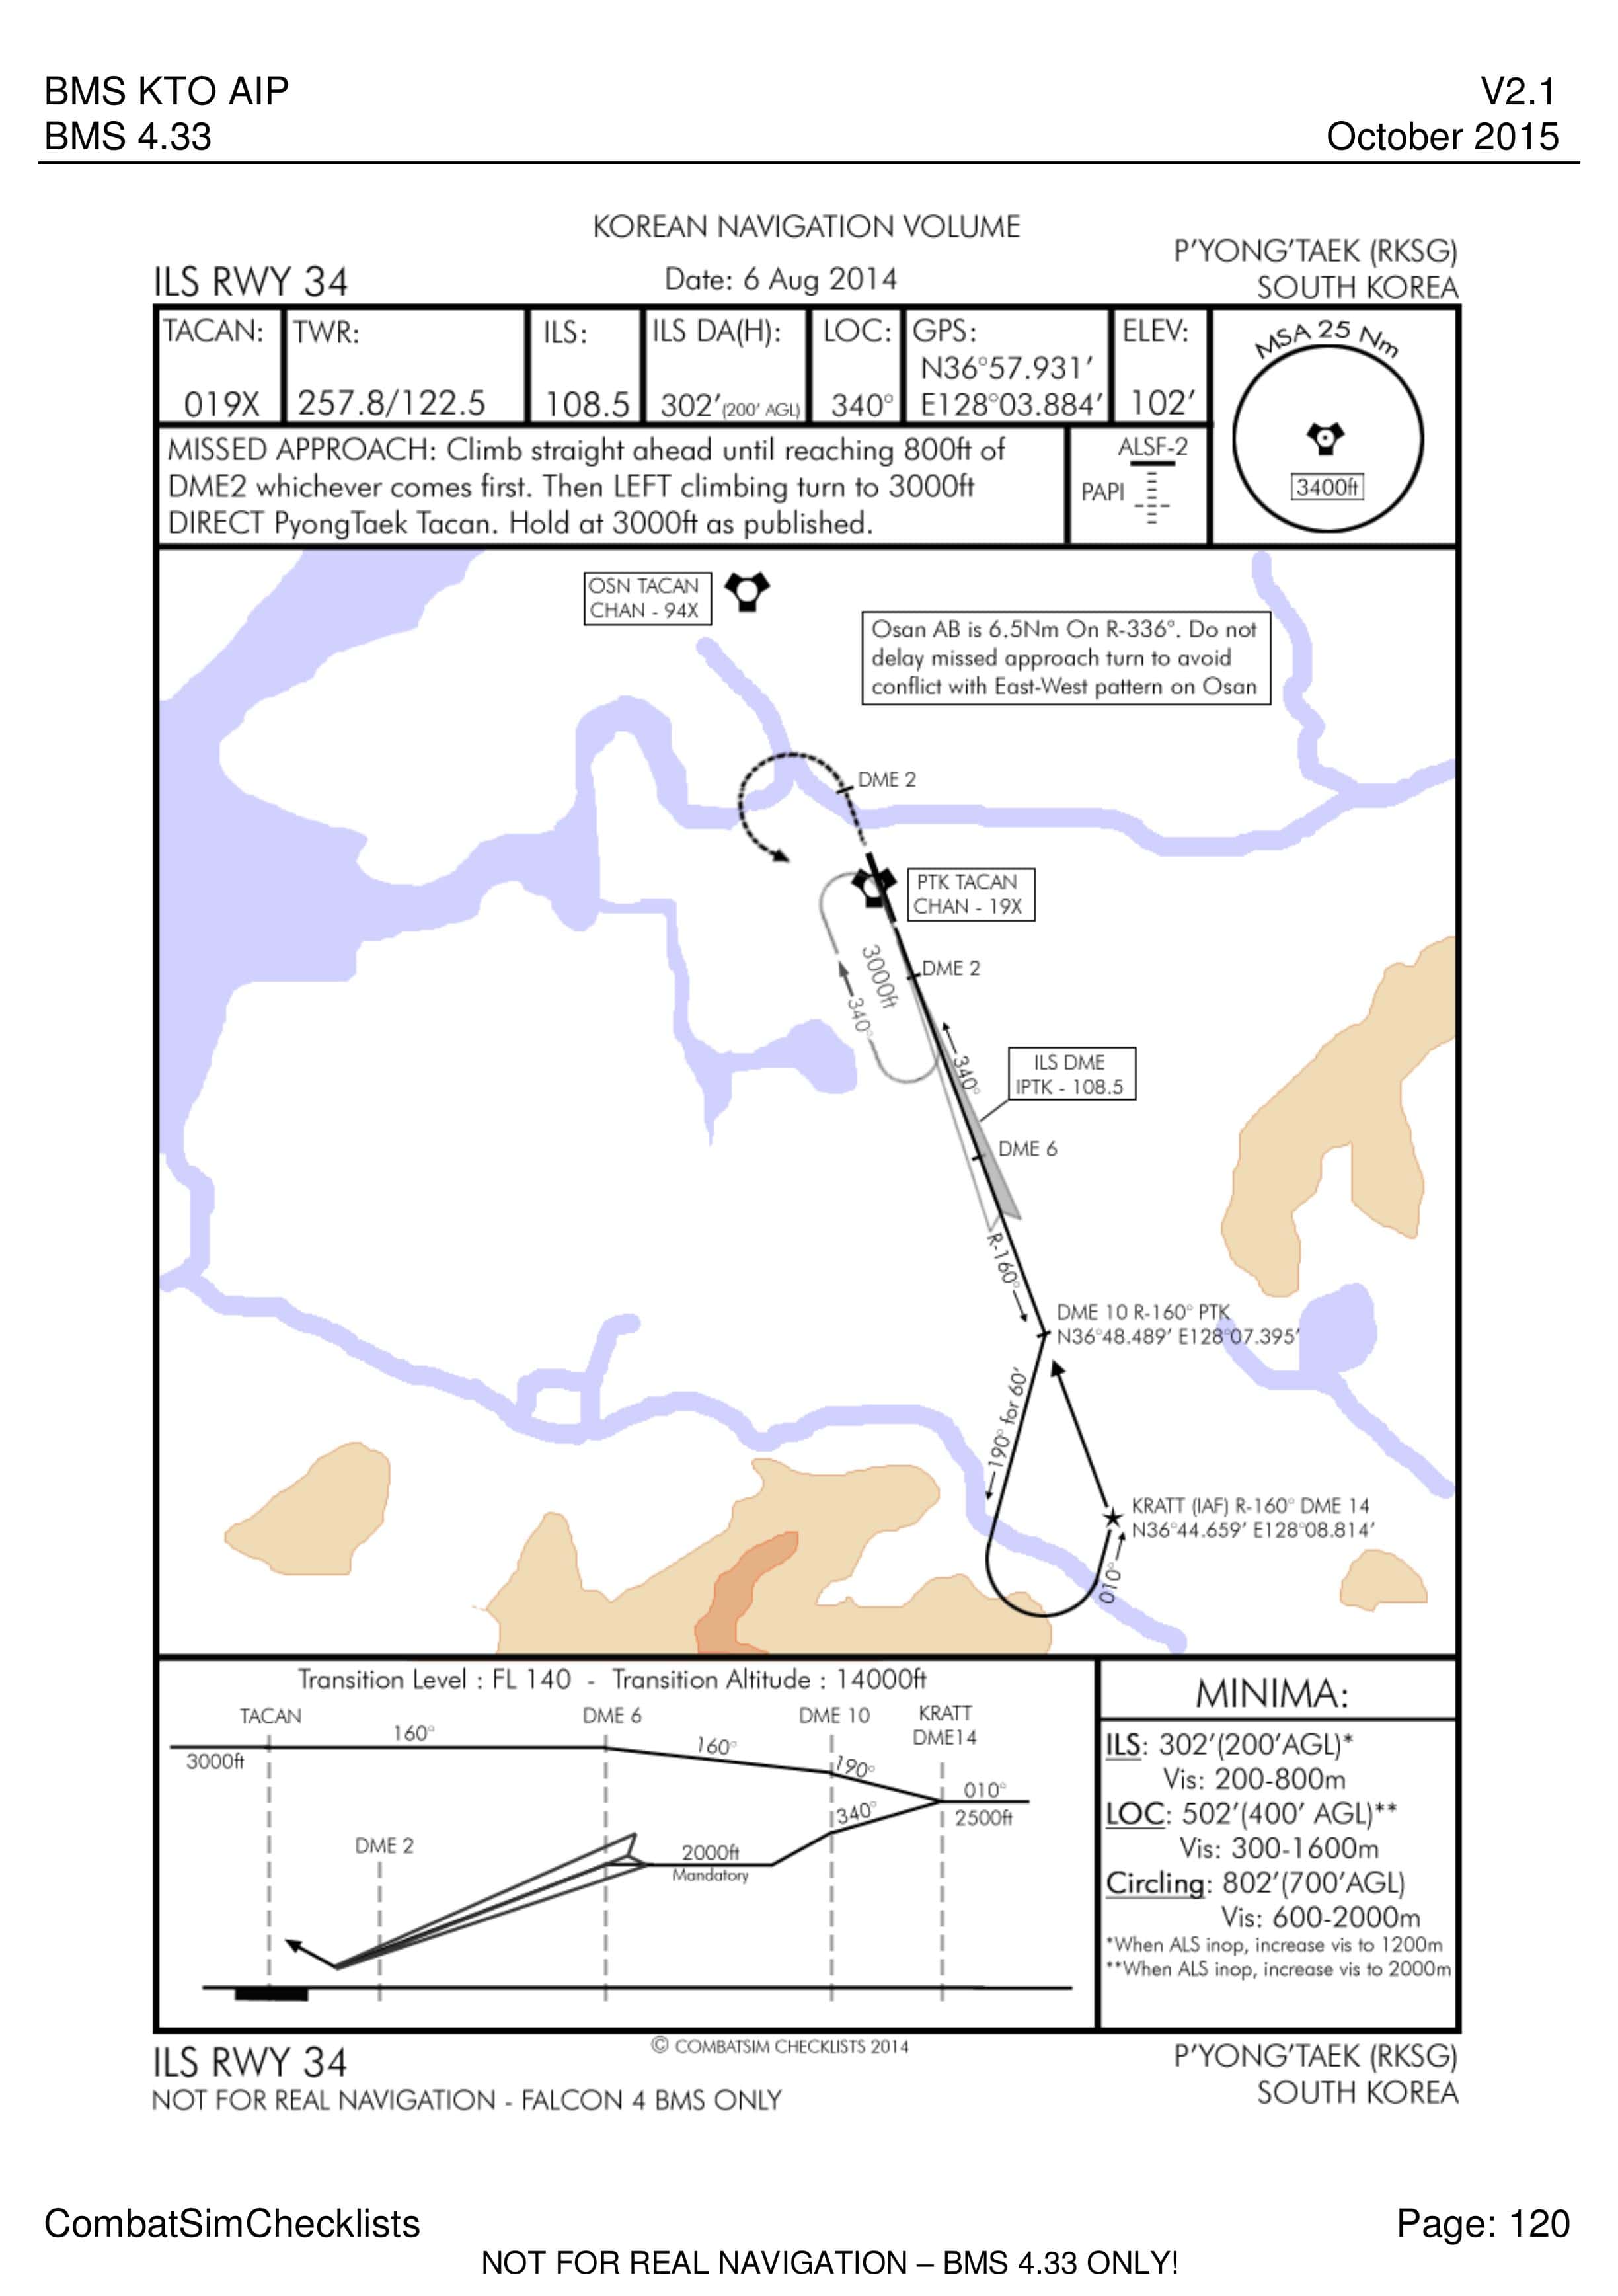 BMS KTO AIP
V2.1
BMS 4.33
October 2015
KOREAN NAVIGATION VOLUME
P'YONG'TAEK (RKSG)
ILS RWY 34
Date: 6 Aug 2014
SOUTH KOREA
TACAN:
019X
TWR:
257.8/122.5
ILS:
108.5
ILS DA(H):
302'(200' AGL)
LOC:
340°
GPS:
N36°57.931'
E128°03.884'
ELEV:
102'
MSA 25 Nm
3400ft
MISSED APPROACH: Climb straight ahead until reaching 800ft of
DME2 whichever comes first. Then LEFT climbing turn to 3000ft
DIRECT PyongTaek Tacan. Hold at 3000ft as published.
ALSF-2
PAPI
OSN TACAN
CHAN - 94X
Osan AB is 6.5Nm On R-336°. Do not
delay missed approach turn to avoid
conflict with East-West pattern on Osan
DME 2
PTK TACAN
CHAN - 19X
3000ft
340°
DME 2
340°
ILS DME
IPTK - 108.5
DME 6
R-160°
DME 10 R-160° PTK
N36°48.489' E128°07.395'
190° for 60'
KRATT (IAF) R-160° DME 14
N36°44.659' E128°08.814'
010°
Transition Level : FL 140 - Transition Altitude : 14000ft
TACAN
DME 6
DME 10
KRATT
DME14
160°
3000ft
160°
190°
010°
2500ft
340°
DME 2
2000ft
Mandatory
MINIMA:
ILS: 302'(200'AGL)*
Vis: 200-800m
LOC: 502'(400' AGL)**
Vis: 300-1600m
Circling: 802'(700'AGL)
Vis: 600-2000m
*When ALS inop, increase vis to 1200m
**When ALS inop, increase vis to 2000m
© COMBATSIM CHECKLISTS 2014
ILS RWY 34
P'YONG'TAEK (RKSG)
NOT FOR REAL NAVIGATION - FALCON 4 BMS ONLY
SOUTH KOREA
CombatSimChecklists
Page: 120
NOT FOR REAL NAVIGATION – BMS 4.33 ONLY!